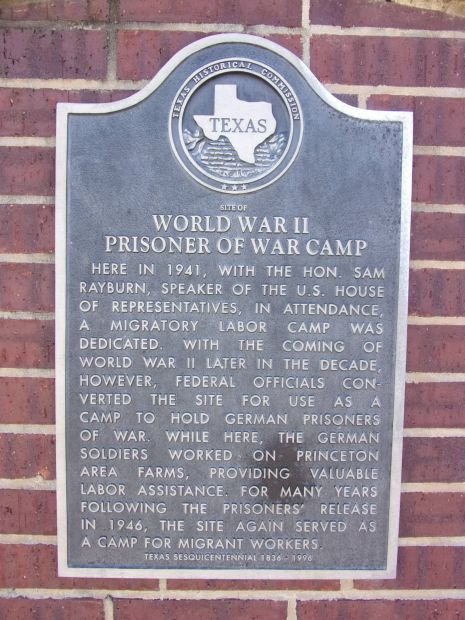 TEXAS HISTORICAL COMMISSION
TEXAS
SITE OF
WORLD WAR II
PRISONER OF WAR CAMP
HERE IN 1941, WITH THE HON. SAM
RAYBURN, SPEAKER OF THE U.S. HOUSE
OF REPRESENTATIVES, IN ATTENDANCE,
A MIGRATORY LABOR CAMP WAS
DEDICATED. WITH THE COMING OF
WORLD WAR II LATER IN THE DECADE,
HOWEVER, FEDERAL OFFICIALS CON-
VERTED THE SITE FOR USE AS A
CAMP TO HOLD GERMAN PRISONERS
OF WAR. WHILE HERE, THE GERMAN
SOLDIERS WORKED ON PRINCETON
AREA FARMS, PROVIDING VALUABLE
LABOR ASSISTANCE. FOR MANY YEARS
FOLLOWING THE PRISONERS' RELEASE
IN 1946, THE SITE AGAIN SERVED AS
A CAMP FOR MIGRANT WORKERS.
TEXAS SESQUICENTENNIAL 1836 - 1996